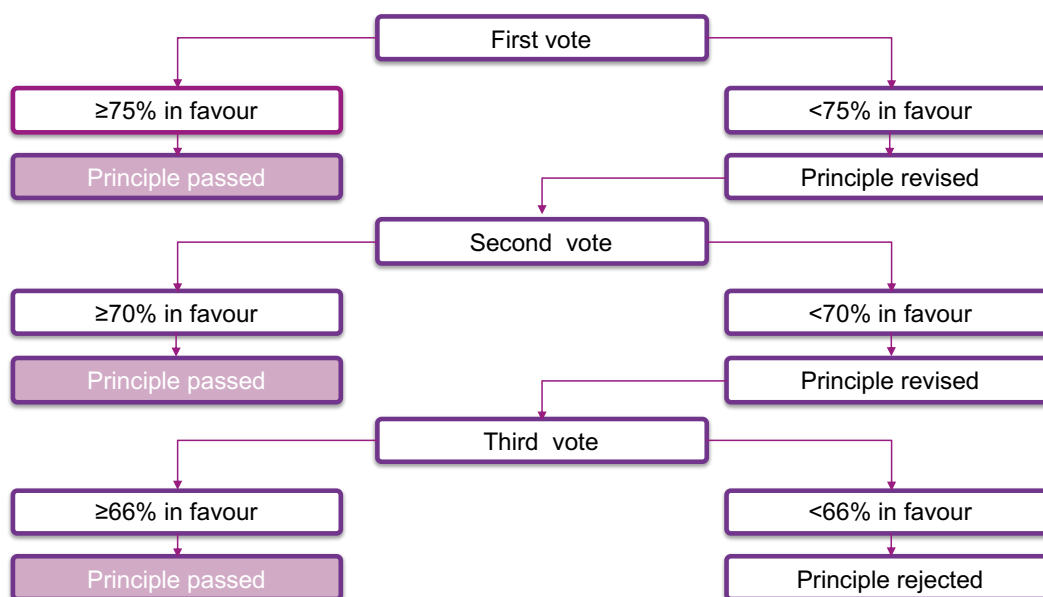 First vote
≥75% in favour
<75% in favour
Principle passed
Principle revised
Second vote
≥70% in favour
<70% in favour
Principle passed
Principle revised
Third vote
≥66% in favour
<66% in favour
Principle passed
Principle rejected